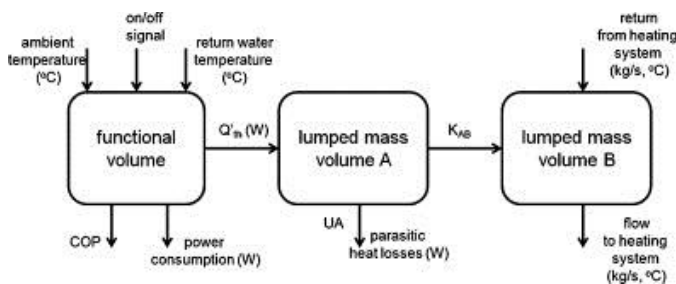 ambient
temperature
(ºC)
on/off
signal
return water
temperature
(ºC)
return
from heating
system
(kg/s, ºC)
functional
volume
Q'th (W)
lumped mass
volume A
KAB
lumped mass
volume B
COP
power
consumption (W)
UA
parasitic
heat losses (W)
flow
to heating
system
(kg/s, ºC)